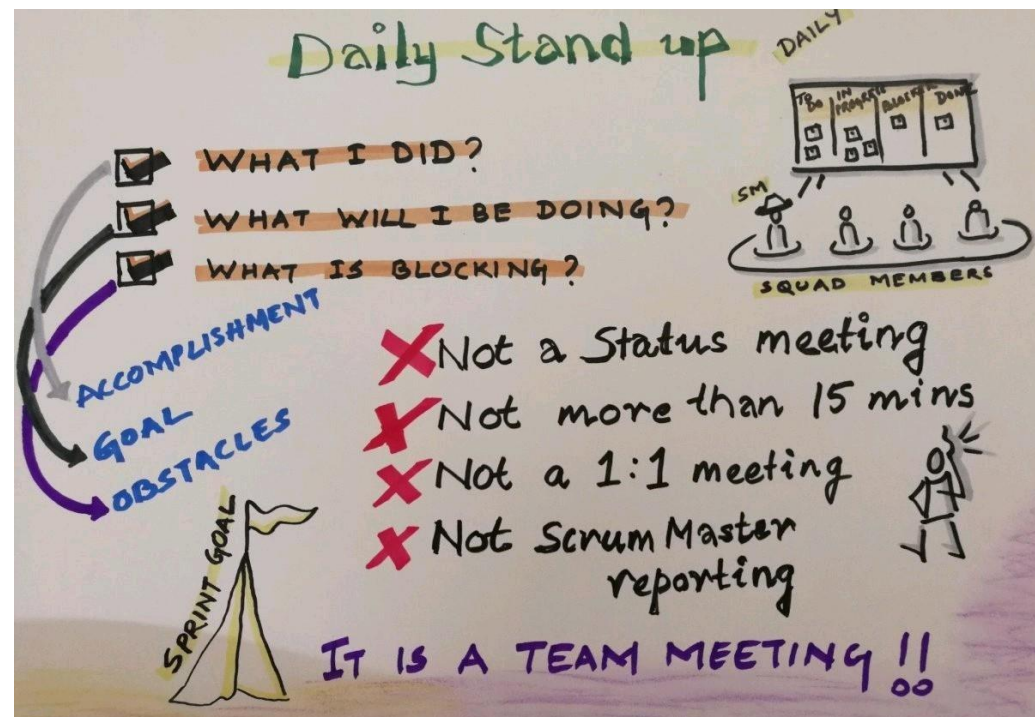 Daily Stand up
DAILY
TO DO
IN PROGRESS
BLOCKED
DONE
SM
SQUAD MEMBERS
WHAT I DID?
WHAT WILL I BE DOING?
WHAT IS BLOCKING?
ACCOMPLISHMENT
GOAL
OBSTACLES
Not a Status meeting
Not more than 15 mins
Not a 1:1 meeting
Not Scrum Master
reporting
SPRINT GOAL
IT IS A TEAM MEETING!!